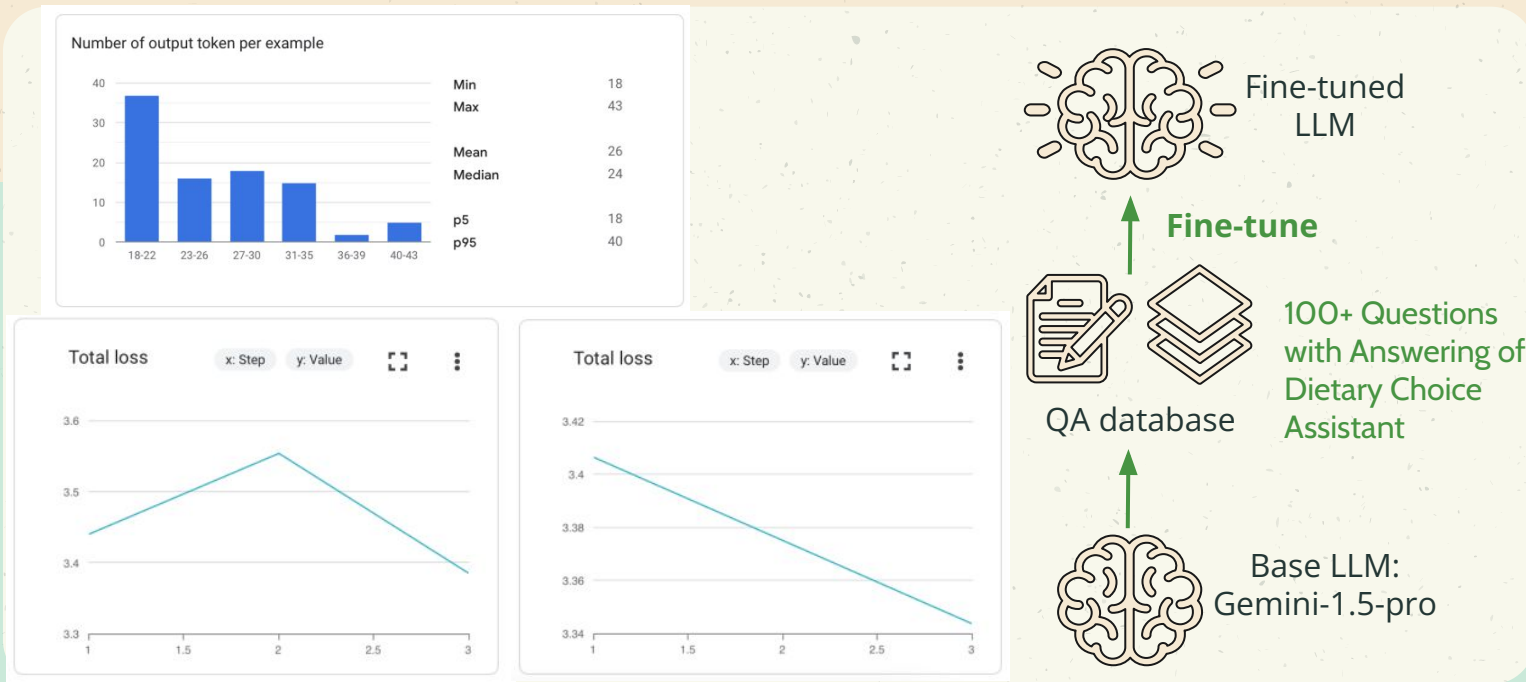 Number of output token per example
40
30
20
10
0
18-22 23-26 27-30 31-35 36-39 40-43
Min 18
Max 43
Mean 26
Median 24
p5 18
p95 40
Total loss x: Step y: Value
3.6
3.5
3.4
3.3
1 1.5 2 2.5 3
Total loss x: Step y: Value
3.42
3.4
3.38
3.36
3.34
1 1.5 2 2.5 3
Fine-tuned
LLM
Fine-tune
100+ Questions
with Answering of
Dietary Choice
Assistant
QA database
Base LLM:
Gemini-1.5-pro